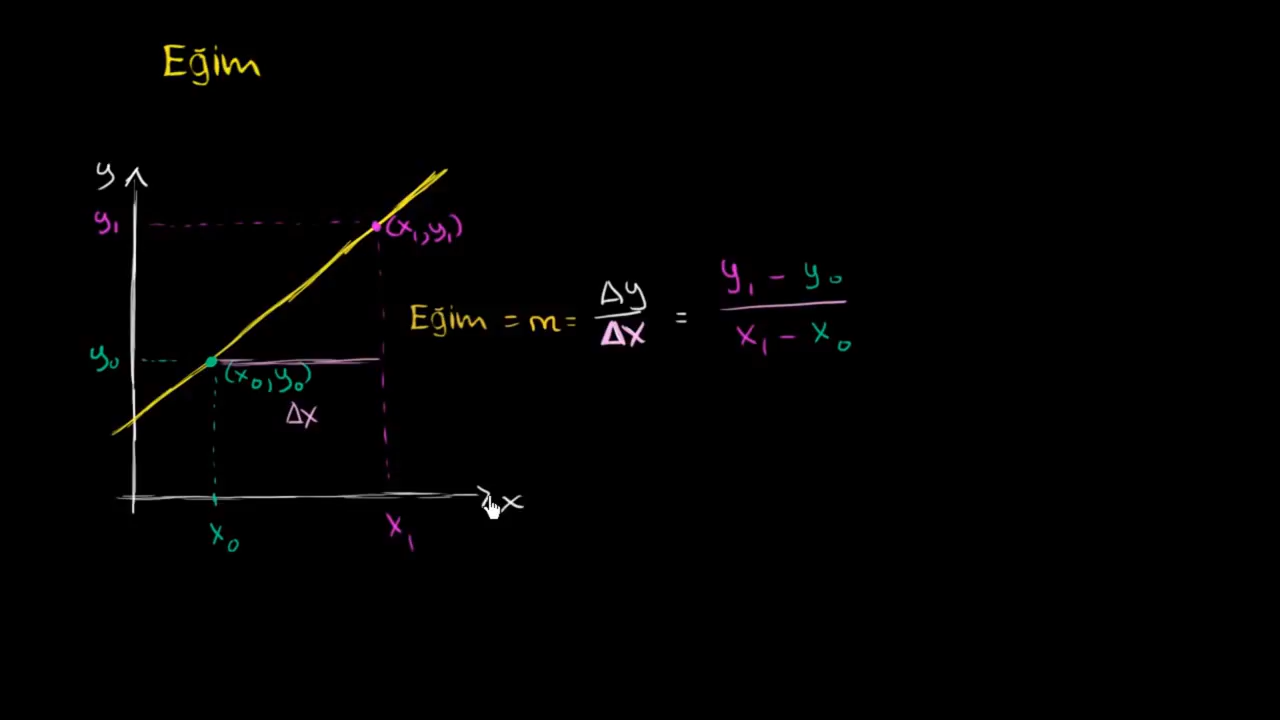 Eğim
y
y₁
(x₁, y₁)
Eğim = m = Δy/Δx = y₁ - y₀ / x₁ - x₀
y₀
(x₀, y₀)
Δx
x
x₀
x₁